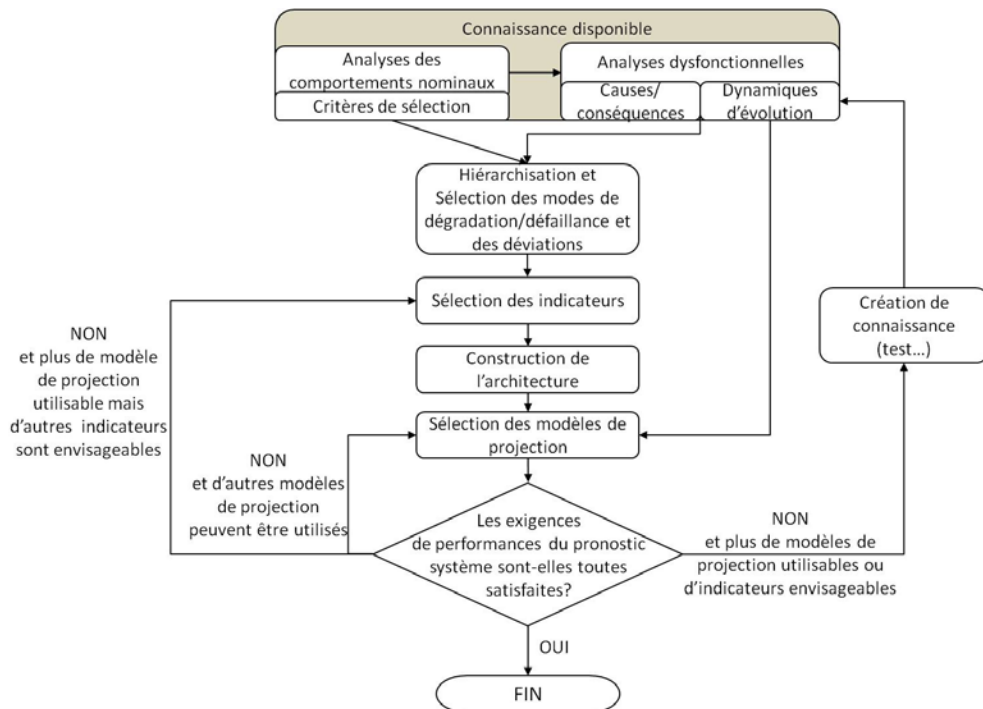 Connaissance disponible
Analyses des
comportements nominaux
Critères de sélection
Analyses dysfonctionnelles
Causes/
conséquences
Dynamiques
d'évolution
Hiérarchisation et
Sélection des modes de
dégradation/défaillance et
des déviations
Sélection des indicateurs
Construction de
l'architecture
Sélection des modèles de
projection
Les exigences
de performances du pronostic
système sont-elles toutes
satisfaites?
NON
et plus de modèle
de projection
utilisable mais
d'autres indicateurs
sont envisageables
NON
et d'autres modèles
de projection
peuvent être utilisés
NON
et plus de modèles de
projection utilisables ou
d'indicateurs envisageables
Création de
connaissance
(test...)
OUI
FIN